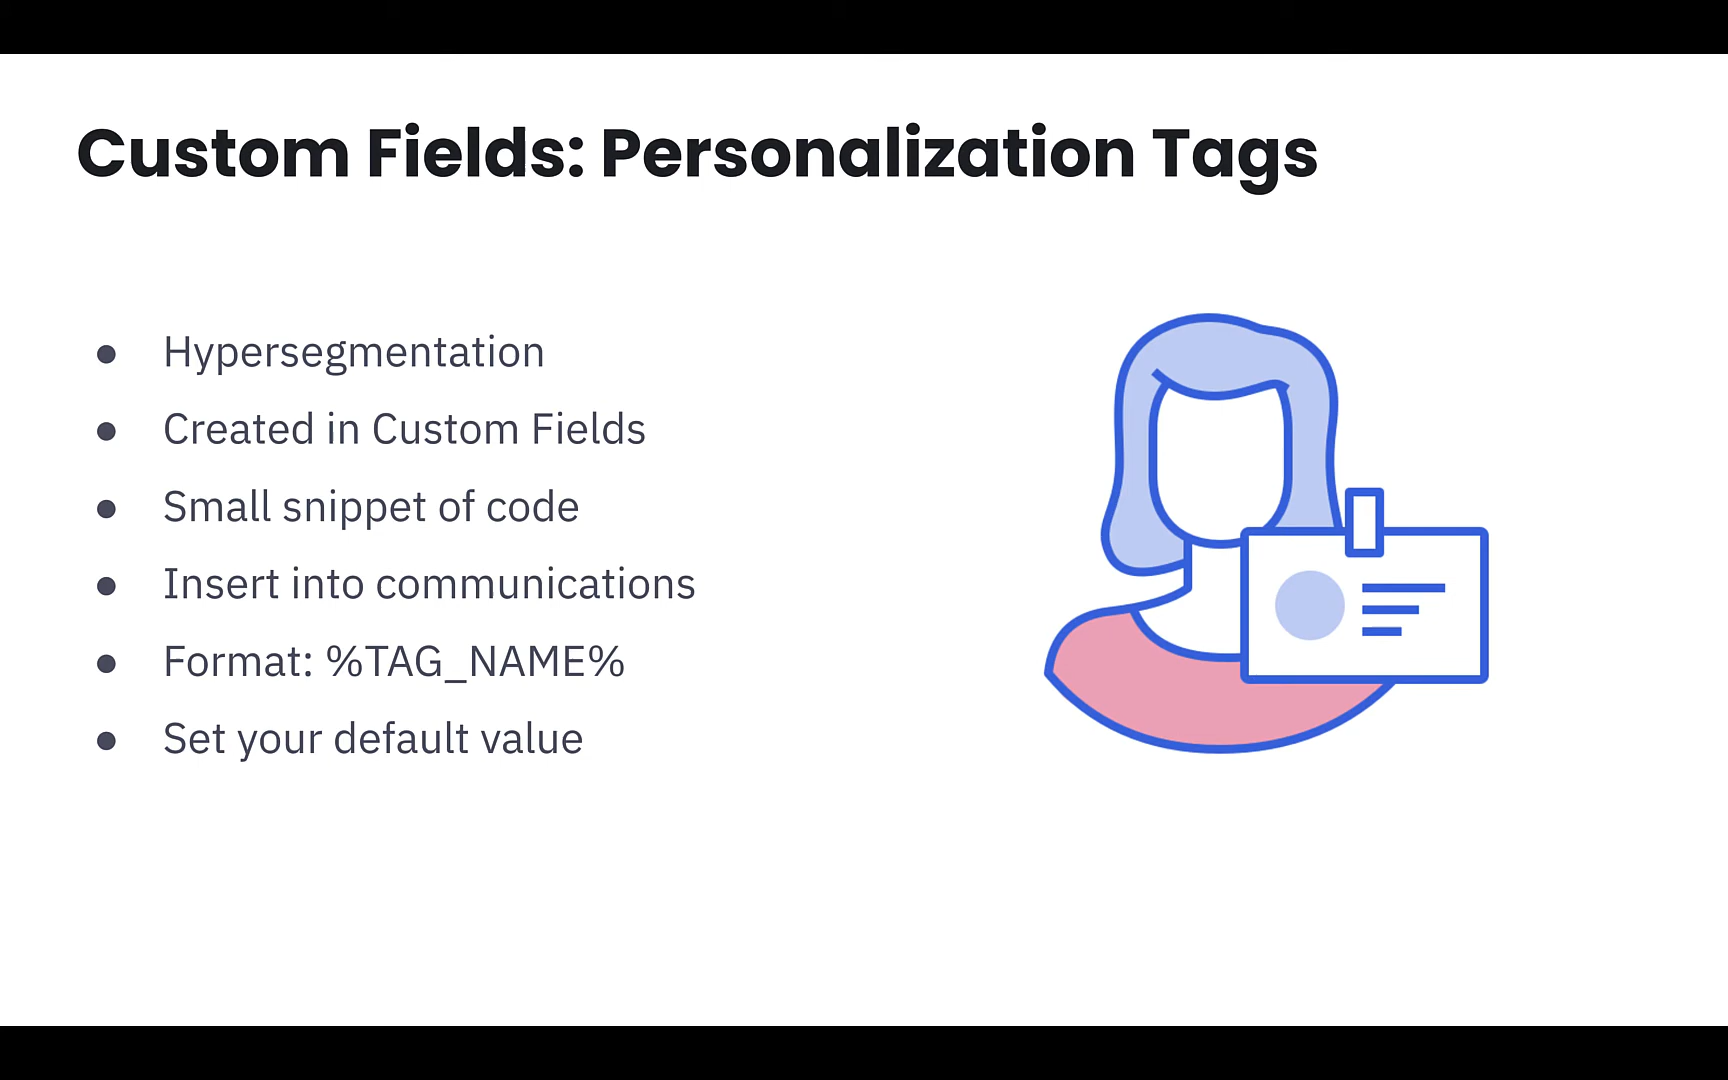 Custom Fields: Personalization Tags
● Hypersegmentation
● Created in Custom Fields
● Small snippet of code
● Insert into communications
● Format: %TAG_NAME%
● Set your default value